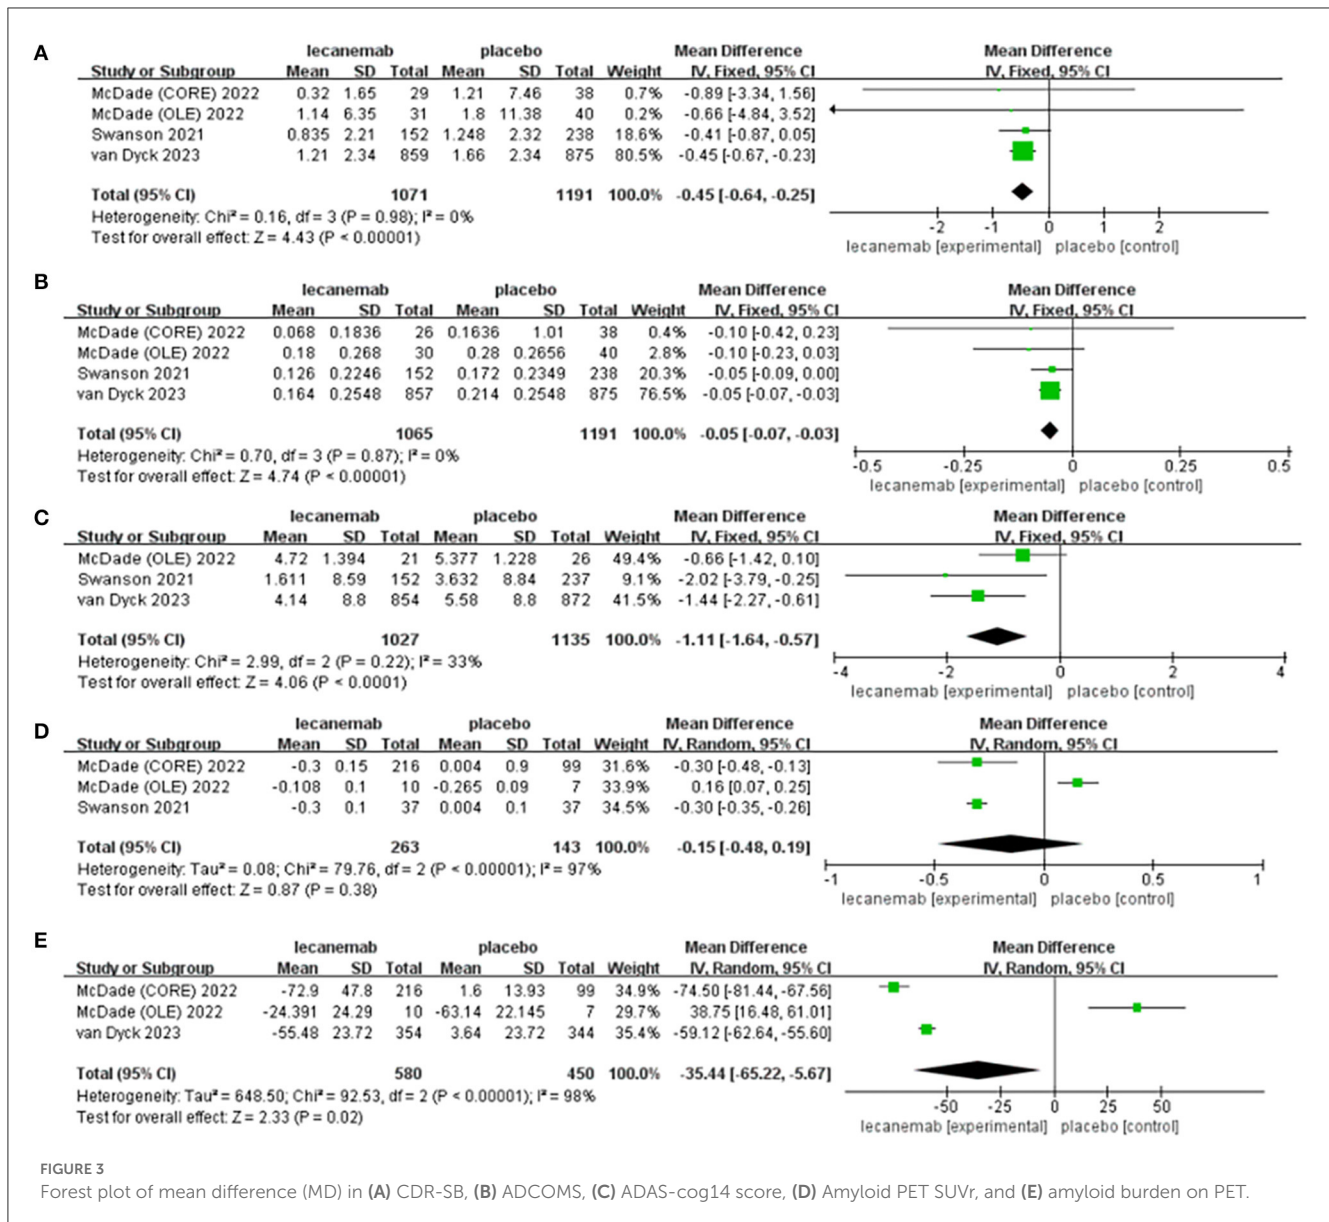 A
lecanemab placebo Mean Difference Mean Difference
Study or Subgroup Mean SD Total Mean SD Total Weight IV, Fixed, 95% CI IV, Fixed, 95% CI
McDade (CORE) 2022 0.32 1.65 29 1.21 7.46 38 0.7% -0.89 [-3.34, 1.56]
McDade (OLE) 2022 1.14 6.35 31 1.8 11.38 40 0.2% -0.66 [-4.84, 3.52]
Swanson 2021 0.835 2.21 152 1.248 2.32 238 18.6% -0.41 [-0.87, 0.05]
van Dyck 2023 1.21 2.34 859 1.66 2.34 875 80.5% -0.45 [-0.67, -0.23]
Total (95% CI) 1071 1191 100.0% -0.45 [-0.64, -0.25]
Heterogeneity: Chi² = 0.16, df = 3 (P = 0.98); I² = 0%
Test for overall effect: Z = 4.43 (P < 0.00001)
-2 -1 0 1 2
lecanemab [experimental] placebo [control]
B
lecanemab placebo Mean Difference Mean Difference
Study or Subgroup Mean SD Total Mean SD Total Weight IV, Fixed, 95% CI IV, Fixed, 95% CI
McDade (CORE) 2022 0.068 0.1836 26 0.1636 1.01 38 0.4% -0.10 [-0.42, 0.23]
McDade (OLE) 2022 0.18 0.268 30 0.28 0.2656 40 2.8% -0.10 [-0.23, 0.03]
Swanson 2021 0.126 0.2246 152 0.172 0.2349 238 20.3% -0.05 [-0.09, 0.00]
van Dyck 2023 0.164 0.2548 857 0.214 0.2548 875 76.5% -0.05 [-0.07, -0.03]
Total (95% CI) 1065 1191 100.0% -0.05 [-0.07, -0.03]
Heterogeneity: Chi² = 0.70, df = 3 (P = 0.87); I² = 0%
Test for overall effect: Z = 4.74 (P < 0.00001)
-0.5 -0.25 0 0.25 0.5
lecanemab [experimental] placebo [control]
C
lecanemab placebo Mean Difference Mean Difference
Study or Subgroup Mean SD Total Mean SD Total Weight IV, Fixed, 95% CI IV, Fixed, 95% CI
McDade (OLE) 2022 4.72 1.394 21 5.377 1.228 26 49.4% -0.66 [-1.42, 0.10]
Swanson 2021 1.611 8.59 152 3.632 8.84 237 9.1% -2.02 [-3.79, -0.25]
van Dyck 2023 4.14 8.8 854 5.58 8.8 872 41.5% -1.44 [-2.27, -0.61]
Total (95% CI) 1027 1135 100.0% -1.11 [-1.64, -0.57]
Heterogeneity: Chi² = 2.99, df = 2 (P = 0.22); I² = 33%
Test for overall effect: Z = 4.06 (P < 0.0001)
-4 -2 0 2 4
lecanemab [experimental] placebo [control]
D
lecanemab placebo Mean Difference Mean Difference
Study or Subgroup Mean SD Total Mean SD Total Weight IV, Random, 95% CI IV, Random, 95% CI
McDade (CORE) 2022 -0.3 0.15 216 0.004 0.9 99 31.6% -0.30 [-0.48, -0.13]
McDade (OLE) 2022 -0.108 0.1 10 -0.265 0.09 7 33.9% 0.16 [0.07, 0.25]
Swanson 2021 -0.3 0.1 37 0.004 0.1 37 34.5% -0.30 [-0.35, -0.26]
Total (95% CI) 263 143 100.0% -0.15 [-0.48, 0.19]
Heterogeneity: Tau² = 0.08; Chi² = 79.76, df = 2 (P < 0.00001); I² = 97%
Test for overall effect: Z = 0.87 (P = 0.38)
-1 -0.5 0 0.5 1
lecanemab [experimental] placebo [control]
E
lecanemab placebo Mean Difference Mean Difference
Study or Subgroup Mean SD Total Mean SD Total Weight IV, Random, 95% CI IV, Random, 95% CI
McDade (CORE) 2022 -72.9 47.8 216 1.6 13.93 99 34.9% -74.50 [-81.44, -67.56]
McDade (OLE) 2022 -24.391 24.29 10 -63.14 22.145 7 29.7% 38.75 [16.48, 61.01]
van Dyck 2023 -55.48 23.72 354 3.64 23.72 344 35.4% -59.12 [-62.64, -55.60]
Total (95% CI) 580 450 100.0% -35.44 [-65.22, -5.67]
Heterogeneity: Tau² = 648.50; Chi² = 92.53, df = 2 (P < 0.00001); I² = 98%
Test for overall effect: Z = 2.33 (P = 0.02)
-50 -25 0 25 50
lecanemab [experimental] placebo [control]
FIGURE 3
Forest plot of mean difference (MD) in (A) CDR-SB, (B) ADCOMS, (C) ADAS-cog14 score, (D) Amyloid PET SUVr, and (E) amyloid burden on PET.